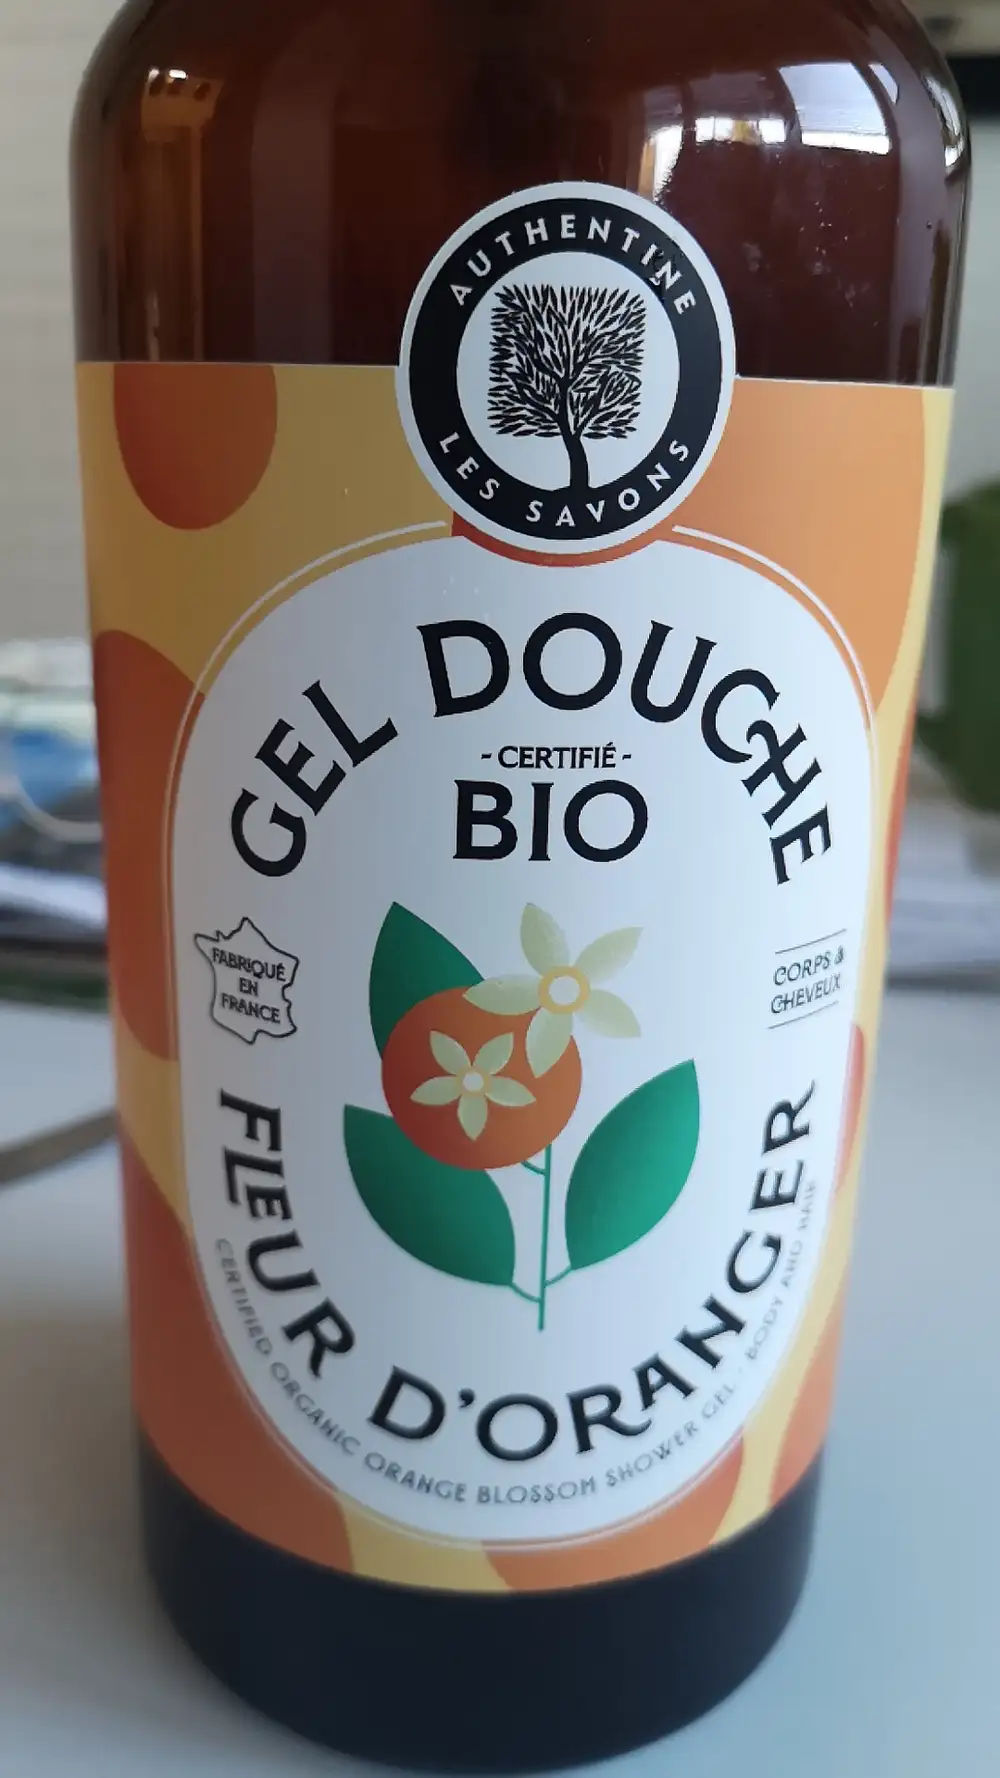 AUTHENTINE
LES SAVONS
GEL DOUCHE
- CERTIFIÉ -
BIO
FABRIQUÉ
EN
FRANCE
CORPS &
CHEVEUX
FLEUR D'ORANGER
CERTIFIED ORGANIC ORANGE BLOSSOM SHOWER GEL - BODY AND HAIR